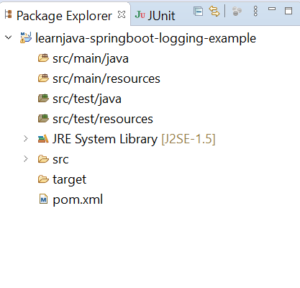 Package Explorer JUnit
learnjava-springboot-logging-example
src/main/java
src/main/resources
src/test/java
src/test/resources
JRE System Library [J2SE-1.5]
src
target
pom.xml